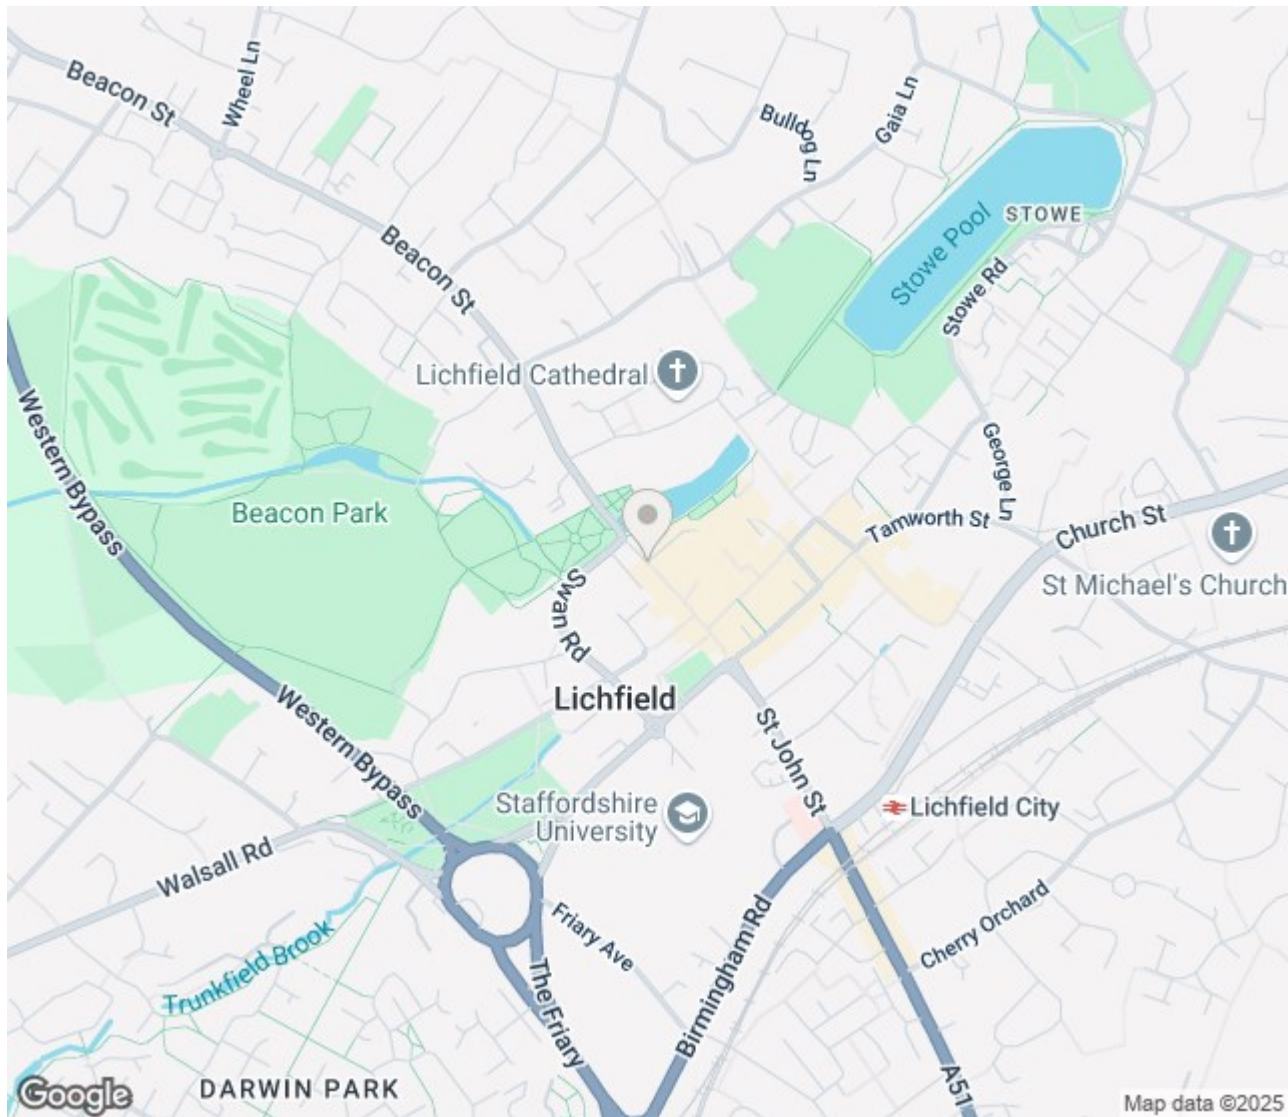 Beacon St
Wheel Ln
Bulldog Ln
Gaia Ln
STOWE
Stowe Pool
Stowe Rd
Beacon St
Lichfield Cathedral
Western Bypass
George Ln
Beacon Park
Tamworth St
Church St
St Michael's Church
Swan Rd
Lichfield
Western Bypass
St John St
Staffordshire
University
Lichfield City
Walsall Rd
Friary Ave
Cherry Orchard
Trunkfield Brook
The Friary
Birmingham Rd
A51
DARWIN PARK
Google
Map data ©2025